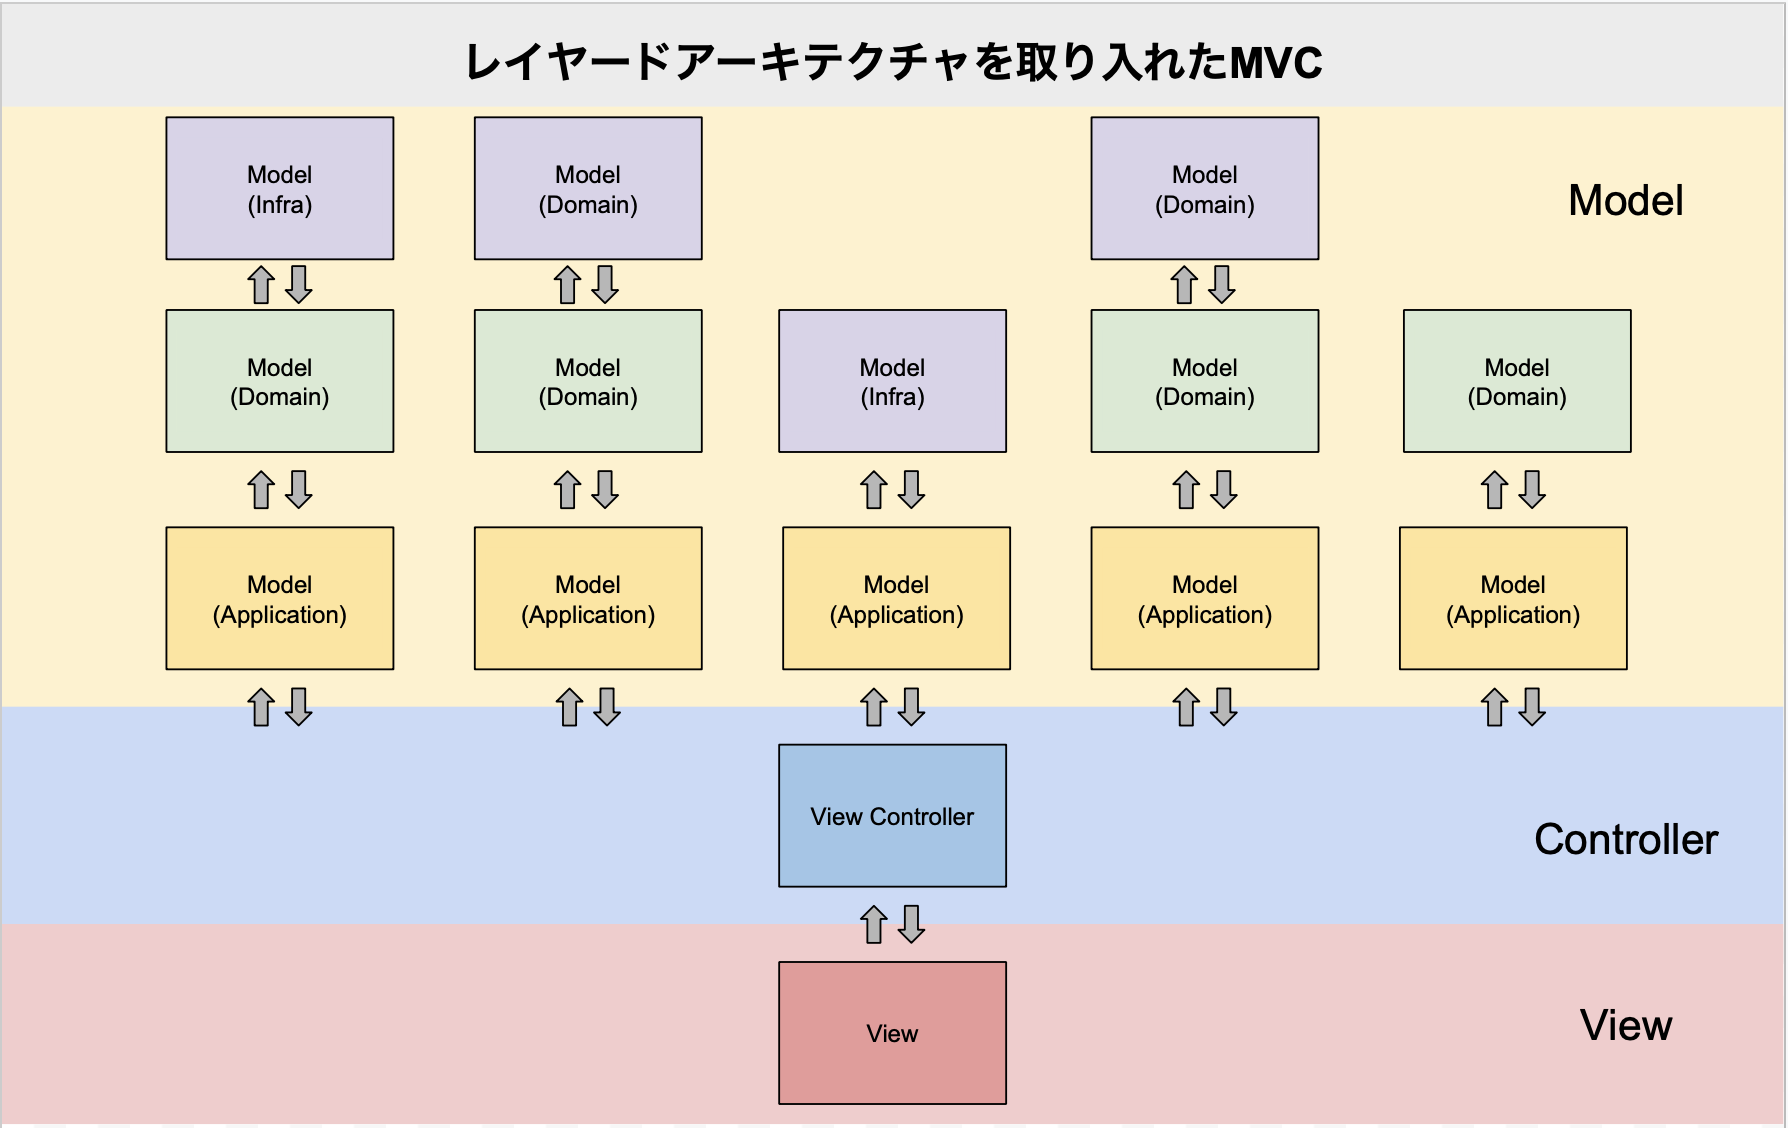 レイヤードアーキテクチャを取り入れたMVC
Model
(Infra)
Model
(Domain)
Model
(Domain)
Model
Model
(Domain)
Model
(Domain)
Model
(Infra)
Model
(Domain)
Model
(Domain)
Model
(Application)
Model
(Application)
Model
(Application)
Model
(Application)
Model
(Application)
View Controller
Controller
View
View